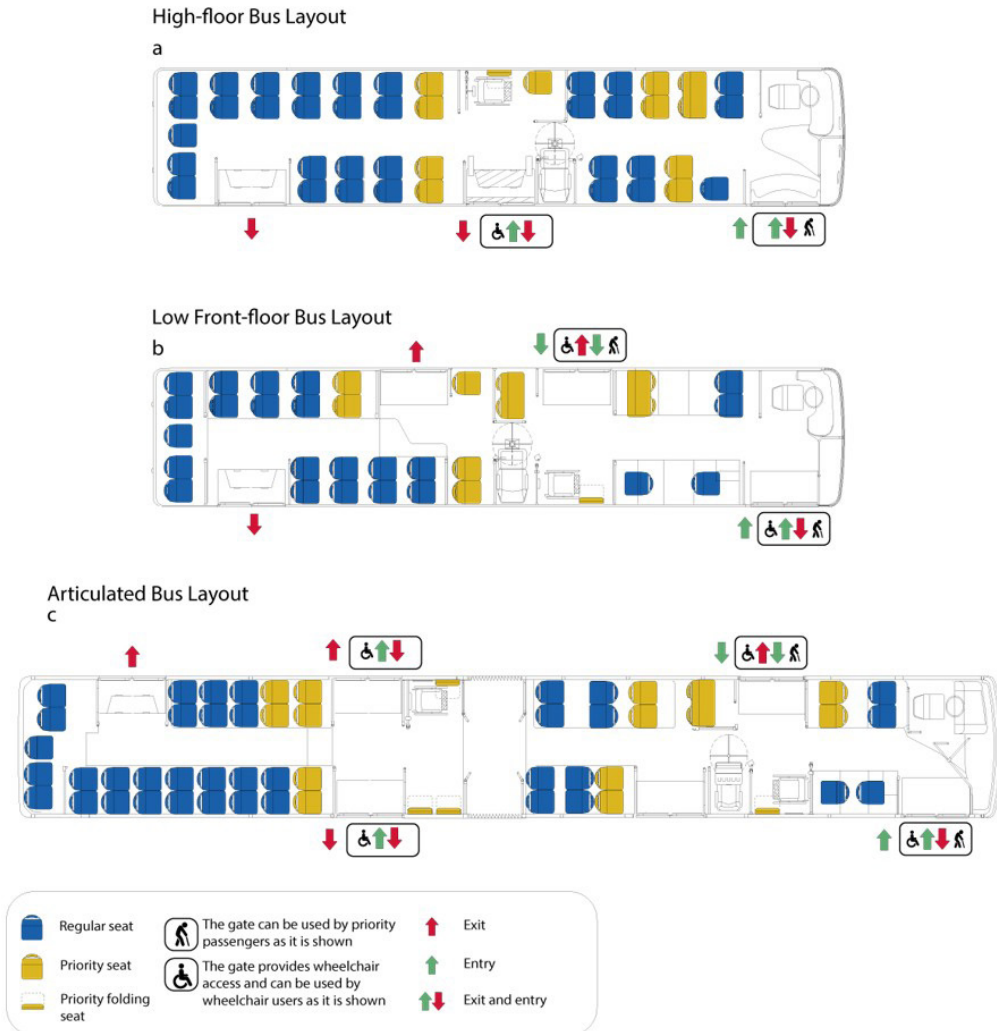 High-floor Bus Layout
a
Low Front-floor Bus Layout
b
Articulated Bus Layout
c
Regular seat
Priority seat
Priority folding
seat
The gate can be used by priority
passengers as it is shown
The gate provides wheelchair
access and can be used by
wheelchair users as it is shown
Exit
Entry
Exit and entry